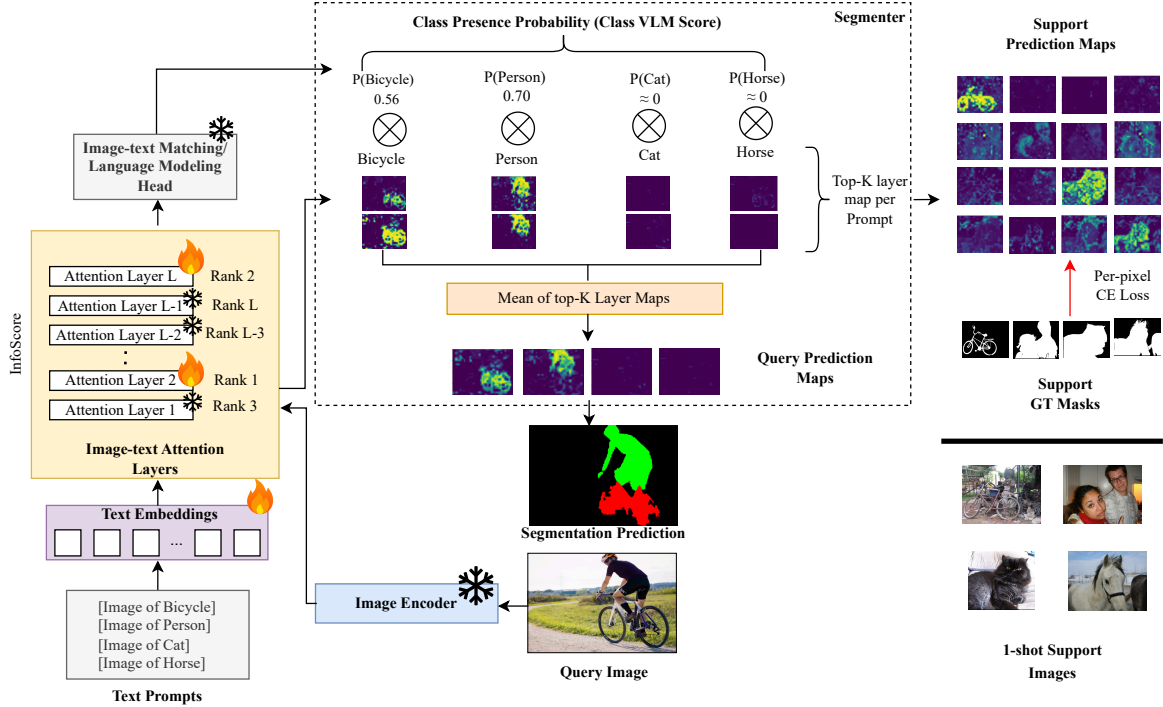 Class Presence Probability (Class VLM Score)
Segmenter
P(Bicycle)
0.56
P(Person)
0.70
P(Cat)
≈ 0
P(Horse)
≈ 0
Bicycle
Person
Cat
Horse
Top-K layer
map per
Prompt
Mean of top-K Layer Maps
Query Prediction
Maps
Segmentation Prediction
Image-text Matching/
Language Modeling
Head
InfoScore
Attention Layer L
Rank 2
Attention Layer L-1
Rank L
Attention Layer L-2
Rank L-3
:
Attention Layer 2
Rank 1
Attention Layer 1
Rank 3
Image-text Attention
Layers
Text Embeddings
...
[Image of Bicycle]
[Image of Person]
[Image of Cat]
[Image of Horse]
Text Prompts
Image Encoder
Query Image
Support
Prediction Maps
Per-pixel
CE Loss
Support
GT Masks
1-shot Support
Images